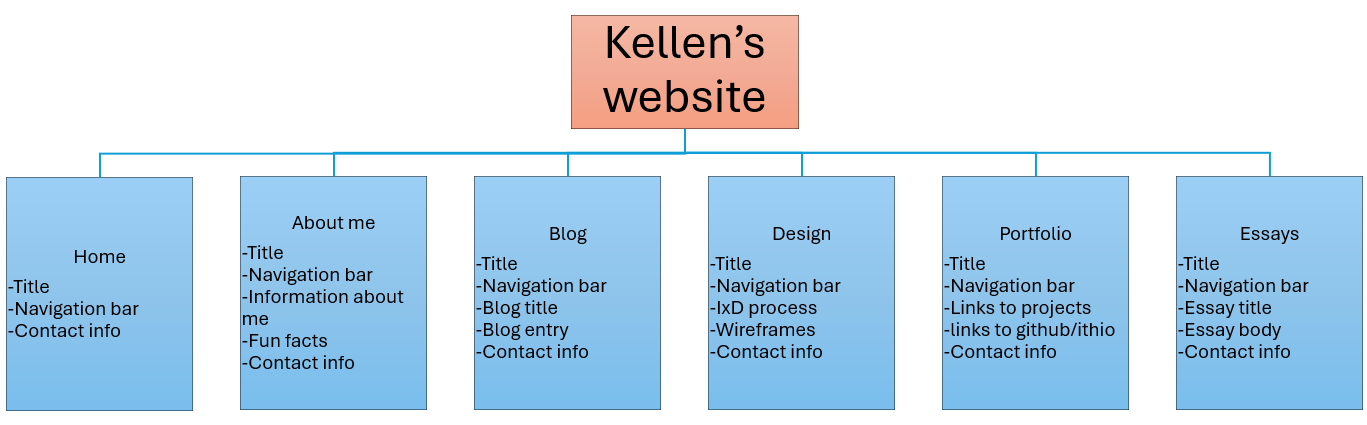 Kellen’s
website
Home
-Title
-Navigation bar
-Contact info
About me
-Title
-Navigation bar
-Information about
me
-Fun facts
-Contact info
Blog
-Title
-Navigation bar
-Blog title
-Blog entry
-Contact info
Design
-Title
-Navigation bar
-IxD process
-Wireframes
-Contact info
Portfolio
-Title
-Navigation bar
-Links to projects
-links to github/ithio
-Contact info
Essays
-Title
-Navigation bar
-Essay title
-Essay body
-Contact info